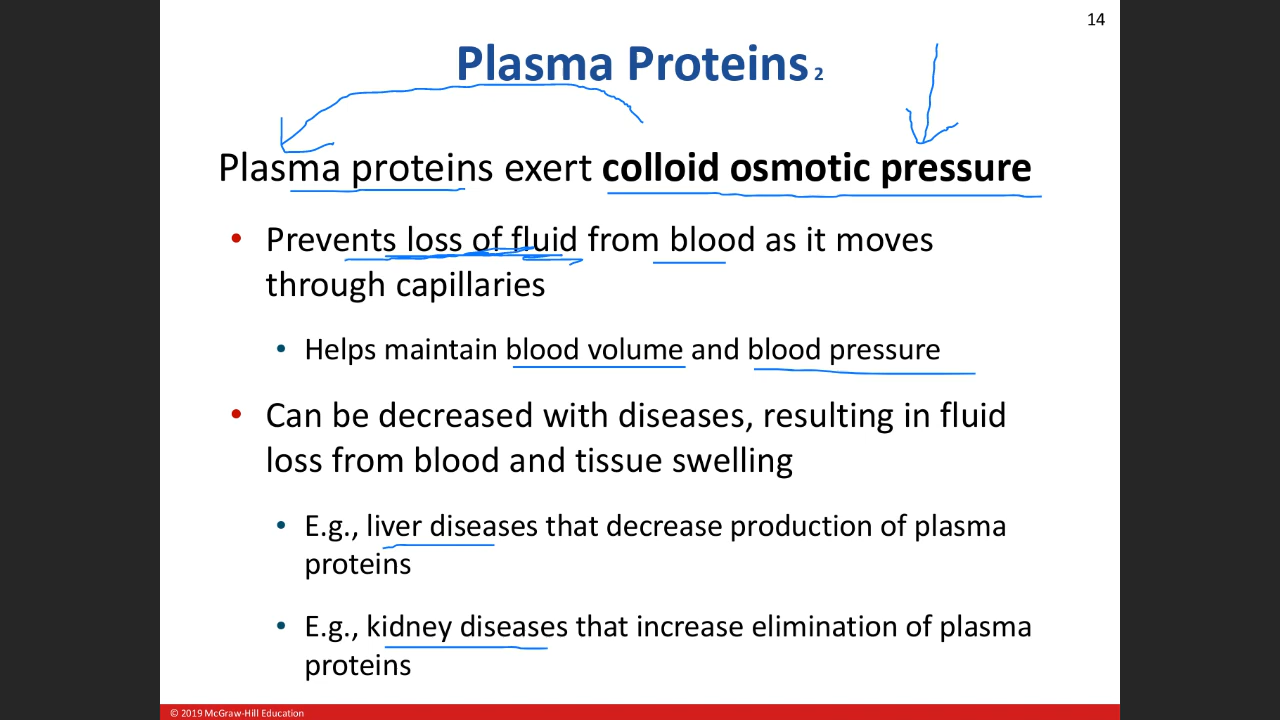 14
Plasma Proteins 2
Plasma proteins exert colloid osmotic pressure
• Prevents loss of fluid from blood as it moves
through capillaries
• Helps maintain blood volume and blood pressure
• Can be decreased with diseases, resulting in fluid
loss from blood and tissue swelling
• E.g., liver diseases that decrease production of plasma
proteins
• E.g., kidney diseases that increase elimination of plasma
proteins
© 2019 McGraw-Hill Education